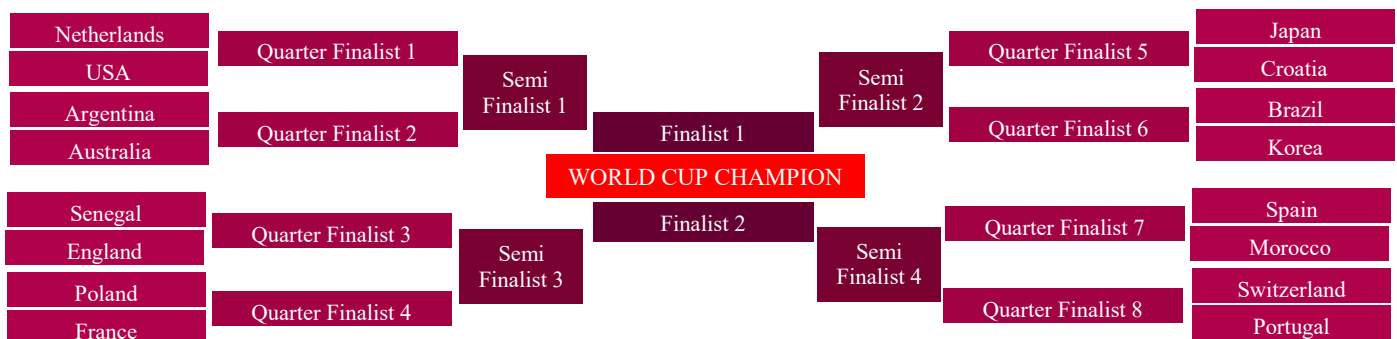 Netherlands
USA
Argentina
Australia
Quarter Finalist 1
Quarter Finalist 2
Semi
Finalist 1
Finalist 1
WORLD CUP CHAMPION
Finalist 2
Semi
Finalist 2
Quarter Finalist 5
Quarter Finalist 6
Japan
Croatia
Brazil
Korea
Senegal
England
Poland
France
Quarter Finalist 3
Quarter Finalist 4
Semi
Finalist 3
Semi
Finalist 4
Quarter Finalist 7
Quarter Finalist 8
Spain
Morocco
Switzerland
Portugal